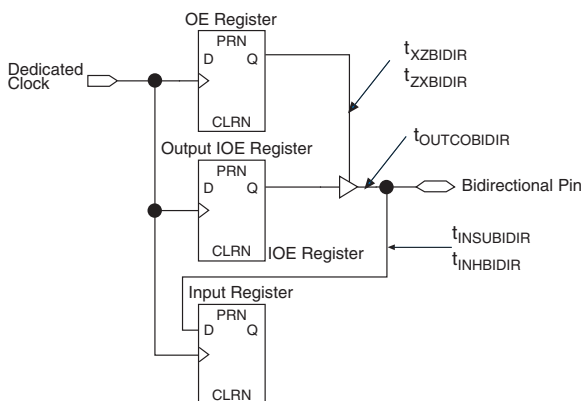 OE Register
PRN
D Q
CLRN
Dedicated
Clock
tXZBIDIR
tZXBIDIR
Output IOE Register
PRN
D Q
CLRN
tOUTCOBIDIR
Bidirectional Pin
IOE Register
tINSUBIDIR
tINHBIDIR
Input Register
PRN
D Q
CLRN